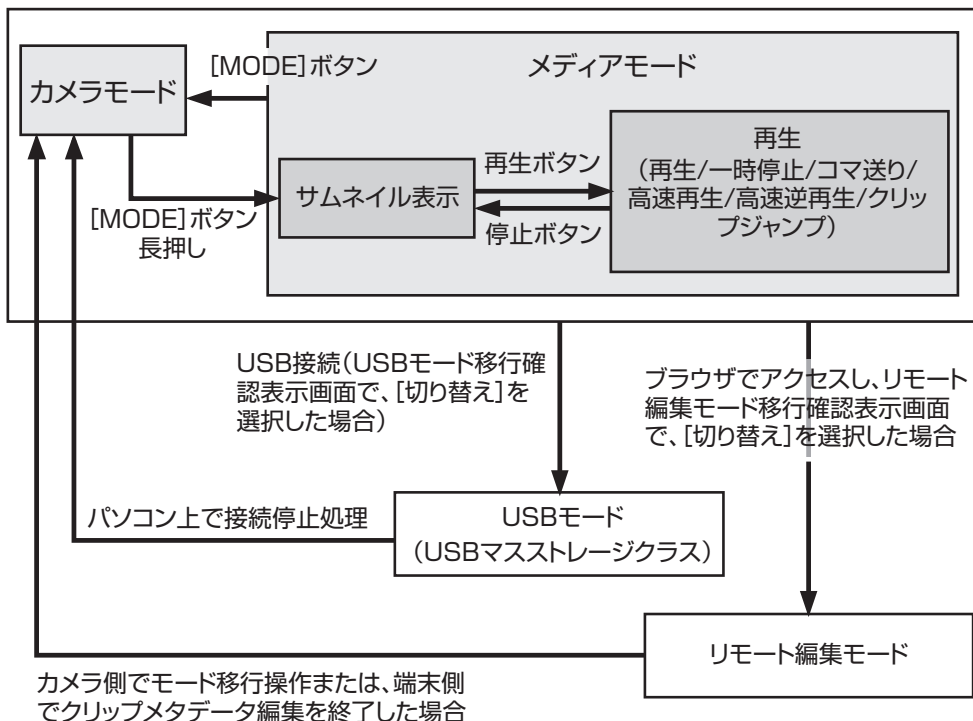 [MODE]ボタン
メディアモード
カメラモード
再生
(再生/一時停止/コマ送り/
高速再生/高速逆再生/クリッ
プジャンプ)
再生ボタン
サムネイル表示
停止ボタン
[MODE]ボタン
長押し
USB接続(USBモード移行確
認表示画面で、[切り替え]を
選択した場合)
ブラウザでアクセスし、リモート
編集モード移行確認表示画面
で、[切り替え]を選択した場合
パソコン上で接続停止処理
USBモード
(USBマスストレージクラス)
リモート編集モード
カメラ側でモード移行操作または、端末側
でクリップメタデータ編集を終了した場合